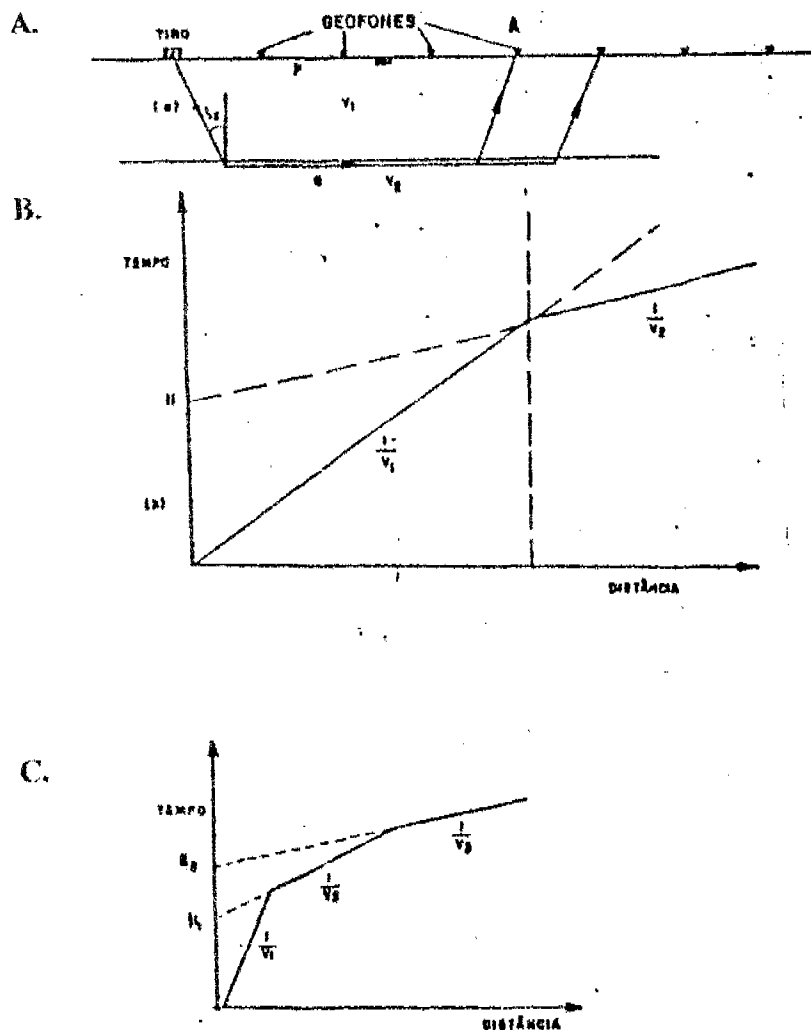 A.
GEOFONES A
TIRO
(a)
V₁
V₂
B.
TEMPO
1
V₂
1
V₁
DISTÂNCIA
C.
TEMPO
1
V₃
1
V₂
1
V₁
DISTÂNCIA